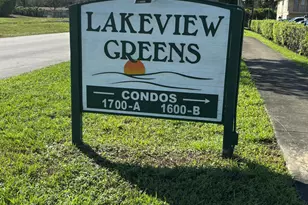 LAKEVIEW
GREENS
CONDOS
1700-A 1600-B